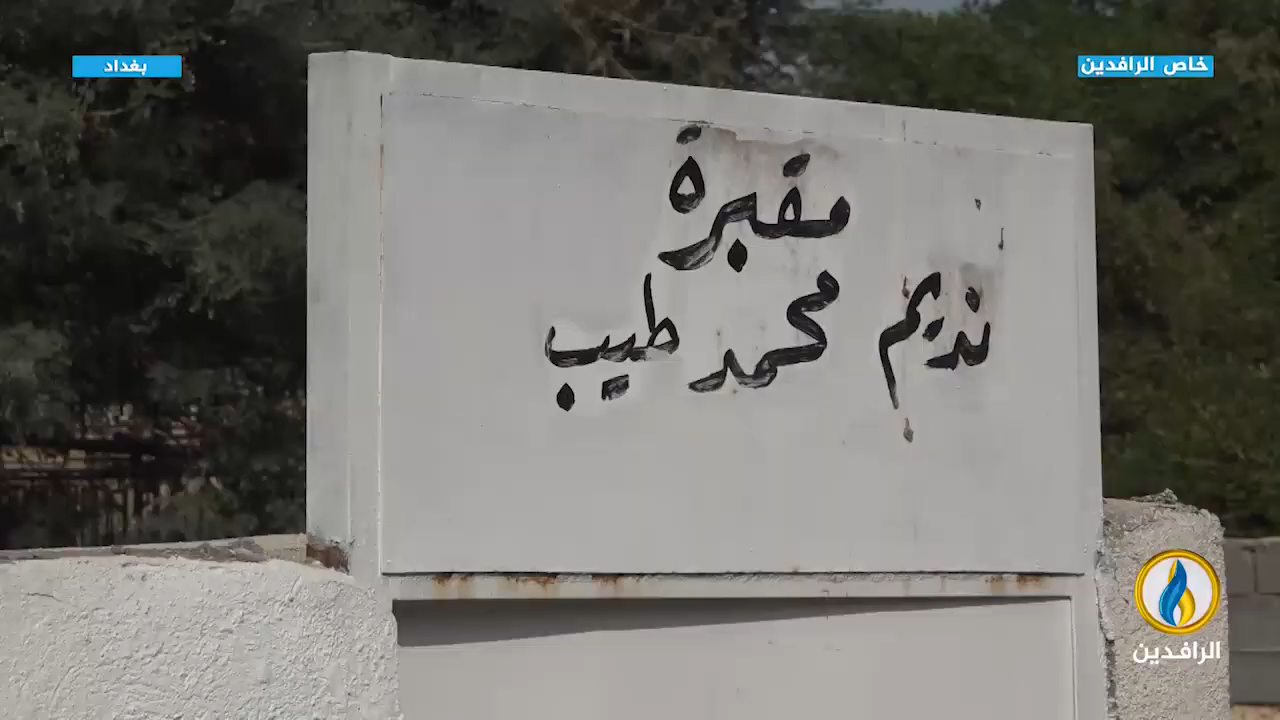 خاص الرافدين
بغداد
مقبرة
نديم محمد طيب
الرافدين